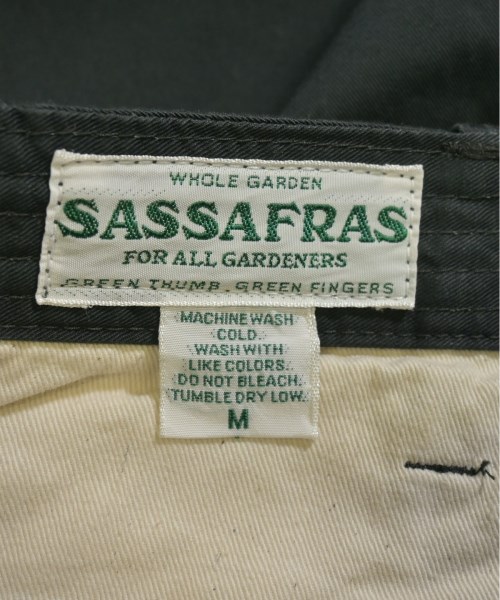 WHOLE GARDEN
SASSAFRAS
FOR ALL GARDENERS
GREEN THUMB. GREEN FINGERS
MACHINE WASH
COLD.
WASH WITH
LIKE COLORS.
DO NOT BLEACH.
TUMBLE DRY LOW.
M